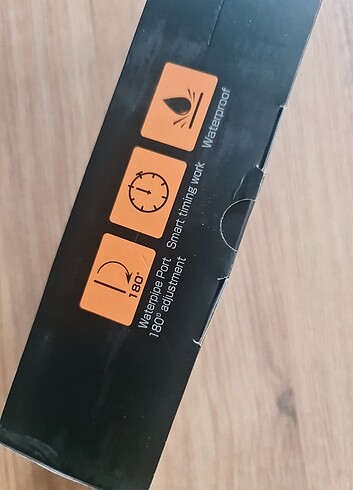 180°
Waterpipe Port
180° adjustment
Smart timing work
Waterproof